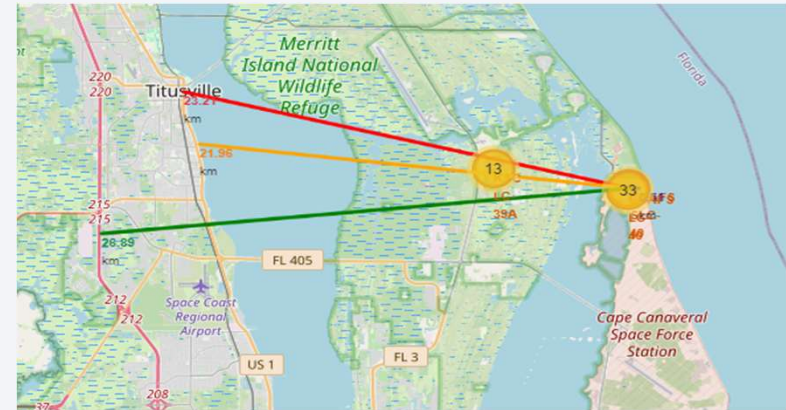 Merritt
Island National
Wildlife
Refuge
Florida
220
220
Titusville
23.21
km
21.96
km
13
33
LC
39A
215
215
28.89
km
FL 405
212
212
Space Coast
Regional
Airport
Cape Canaveral
Space Force
Station
US 1
FL 3
208
37